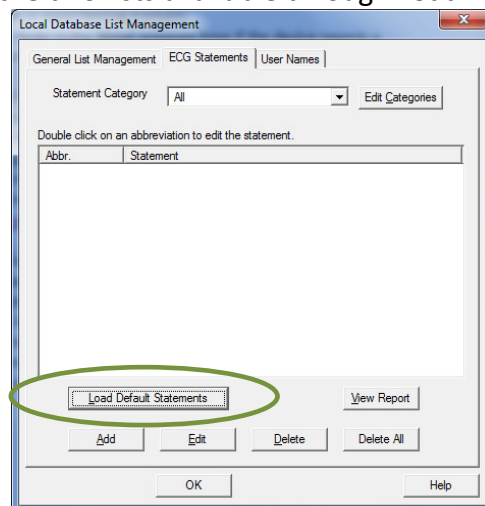 Local Database List Management
X
General List Management ECG Statements User Names
Statement Category All Edit Categories
Double click on an abbreviation to edit the statement.
Abbr. Statement
Load Default Statements View Report
Add Edit Delete Delete All
OK Help